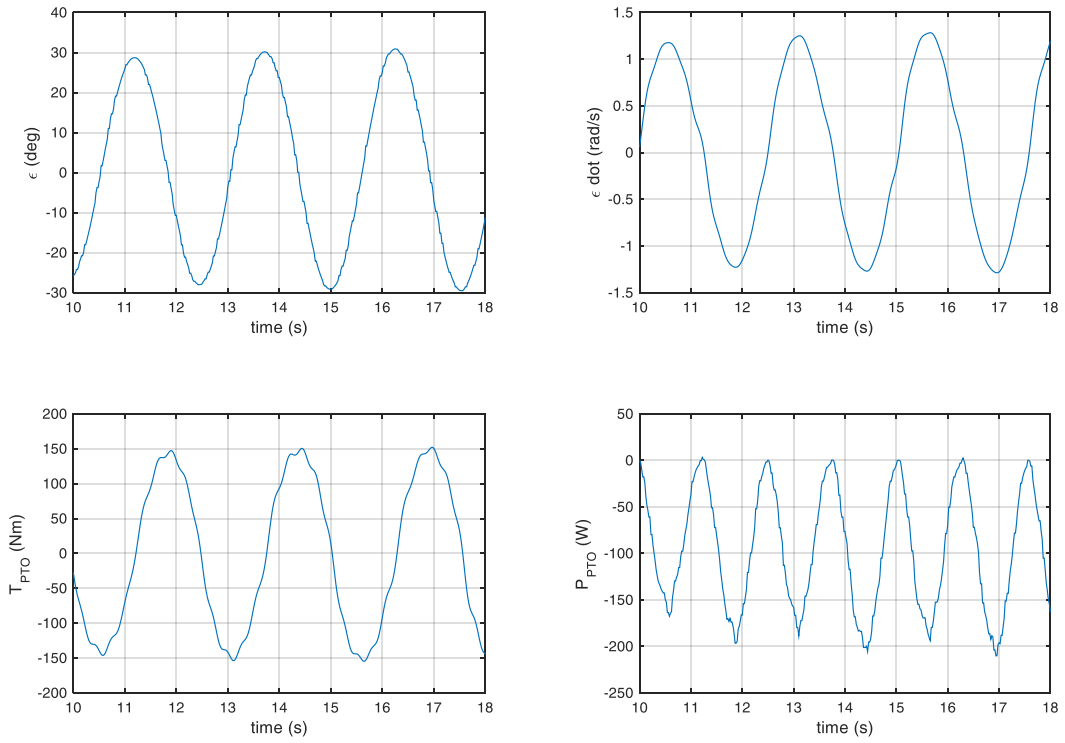 40
30
20
10
0
-10
-20
-30
ϵ (deg)
10 11 12 13 14 15 16 17 18
time (s)
1.5
1
0.5
0
-0.5
-1
-1.5
ϵ dot (rad/s)
10 11 12 13 14 15 16 17 18
time (s)
200
150
100
50
0
-50
-100
-150
-200
T_PTO (Nm)
10 11 12 13 14 15 16 17 18
time (s)
50
0
-50
-100
-150
-200
-250
P_PTO (W)
10 11 12 13 14 15 16 17 18
time (s)